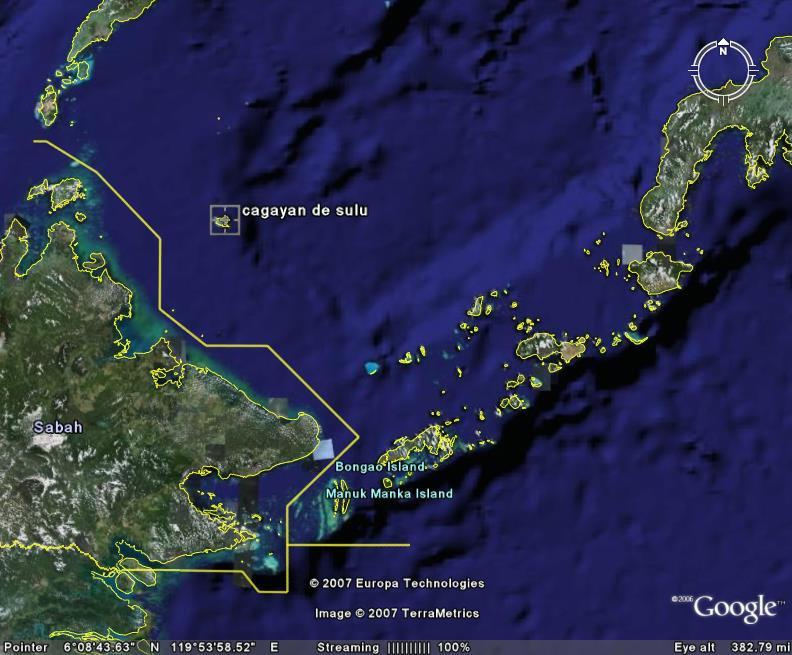 N
cagayan de sulu
Sabah
Bongao Island
Manuk Manka Island
© 2007 Europa Technologies
Image © 2007 TerraMetrics
©2006 Google™
Pointer 6°08'43.63" N 119°53'58.52" E Streaming |||||||||| 100% Eye alt 382.79 mi